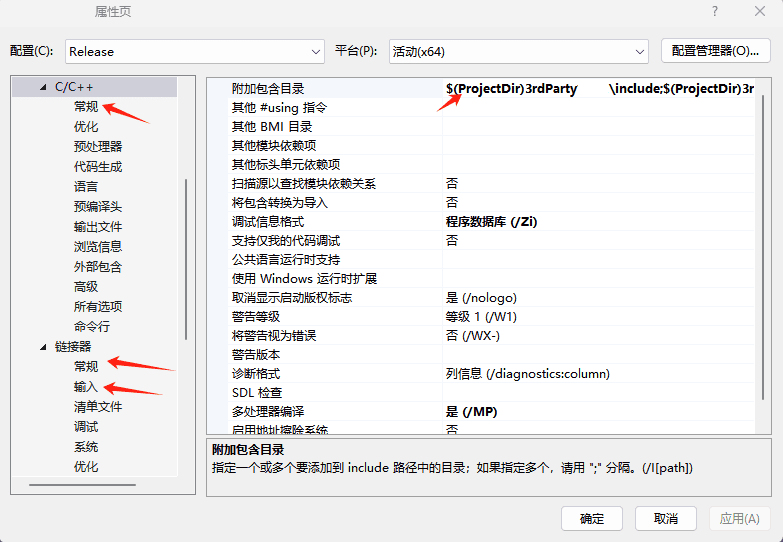 属性页
?
配置(C):
Release
平台(P):
活动(x64)
配置管理器(O)...
C/C++
常规
优化
预处理器
代码生成
语言
预编译头
输出文件
浏览信息
外部包含
高级
所有选项
命令行
链接器
常规
输入
清单文件
调试
系统
优化
附加包含目录 $(ProjectDir)3rdParty \include;$(ProjectDir)3r
其他 #using 指令
其他 BMI 目录
其他模块依赖项
其他标头单元依赖项
扫描源以查找模块依赖关系 否
将包含转换为导入 否
调试信息格式 程序数据库 (/Zi)
支持仅我的代码调试 否
公共语言运行时支持
使用 Windows 运行时扩展
取消显示启动版权标志 是 (/nologo)
警告等级 等级 1 (/W1)
将警告视为错误 否 (/WX-)
警告版本
诊断格式 列信息 (/diagnostics:column)
SDL 检查
多处理器编译 是 (/MP)
启用地址擦除系统 否
附加包含目录
指定一个或多个要添加到 include 路径中的目录；如果指定多个，请用 ";" 分隔。(/I[path])
确定
取消
应用(A)